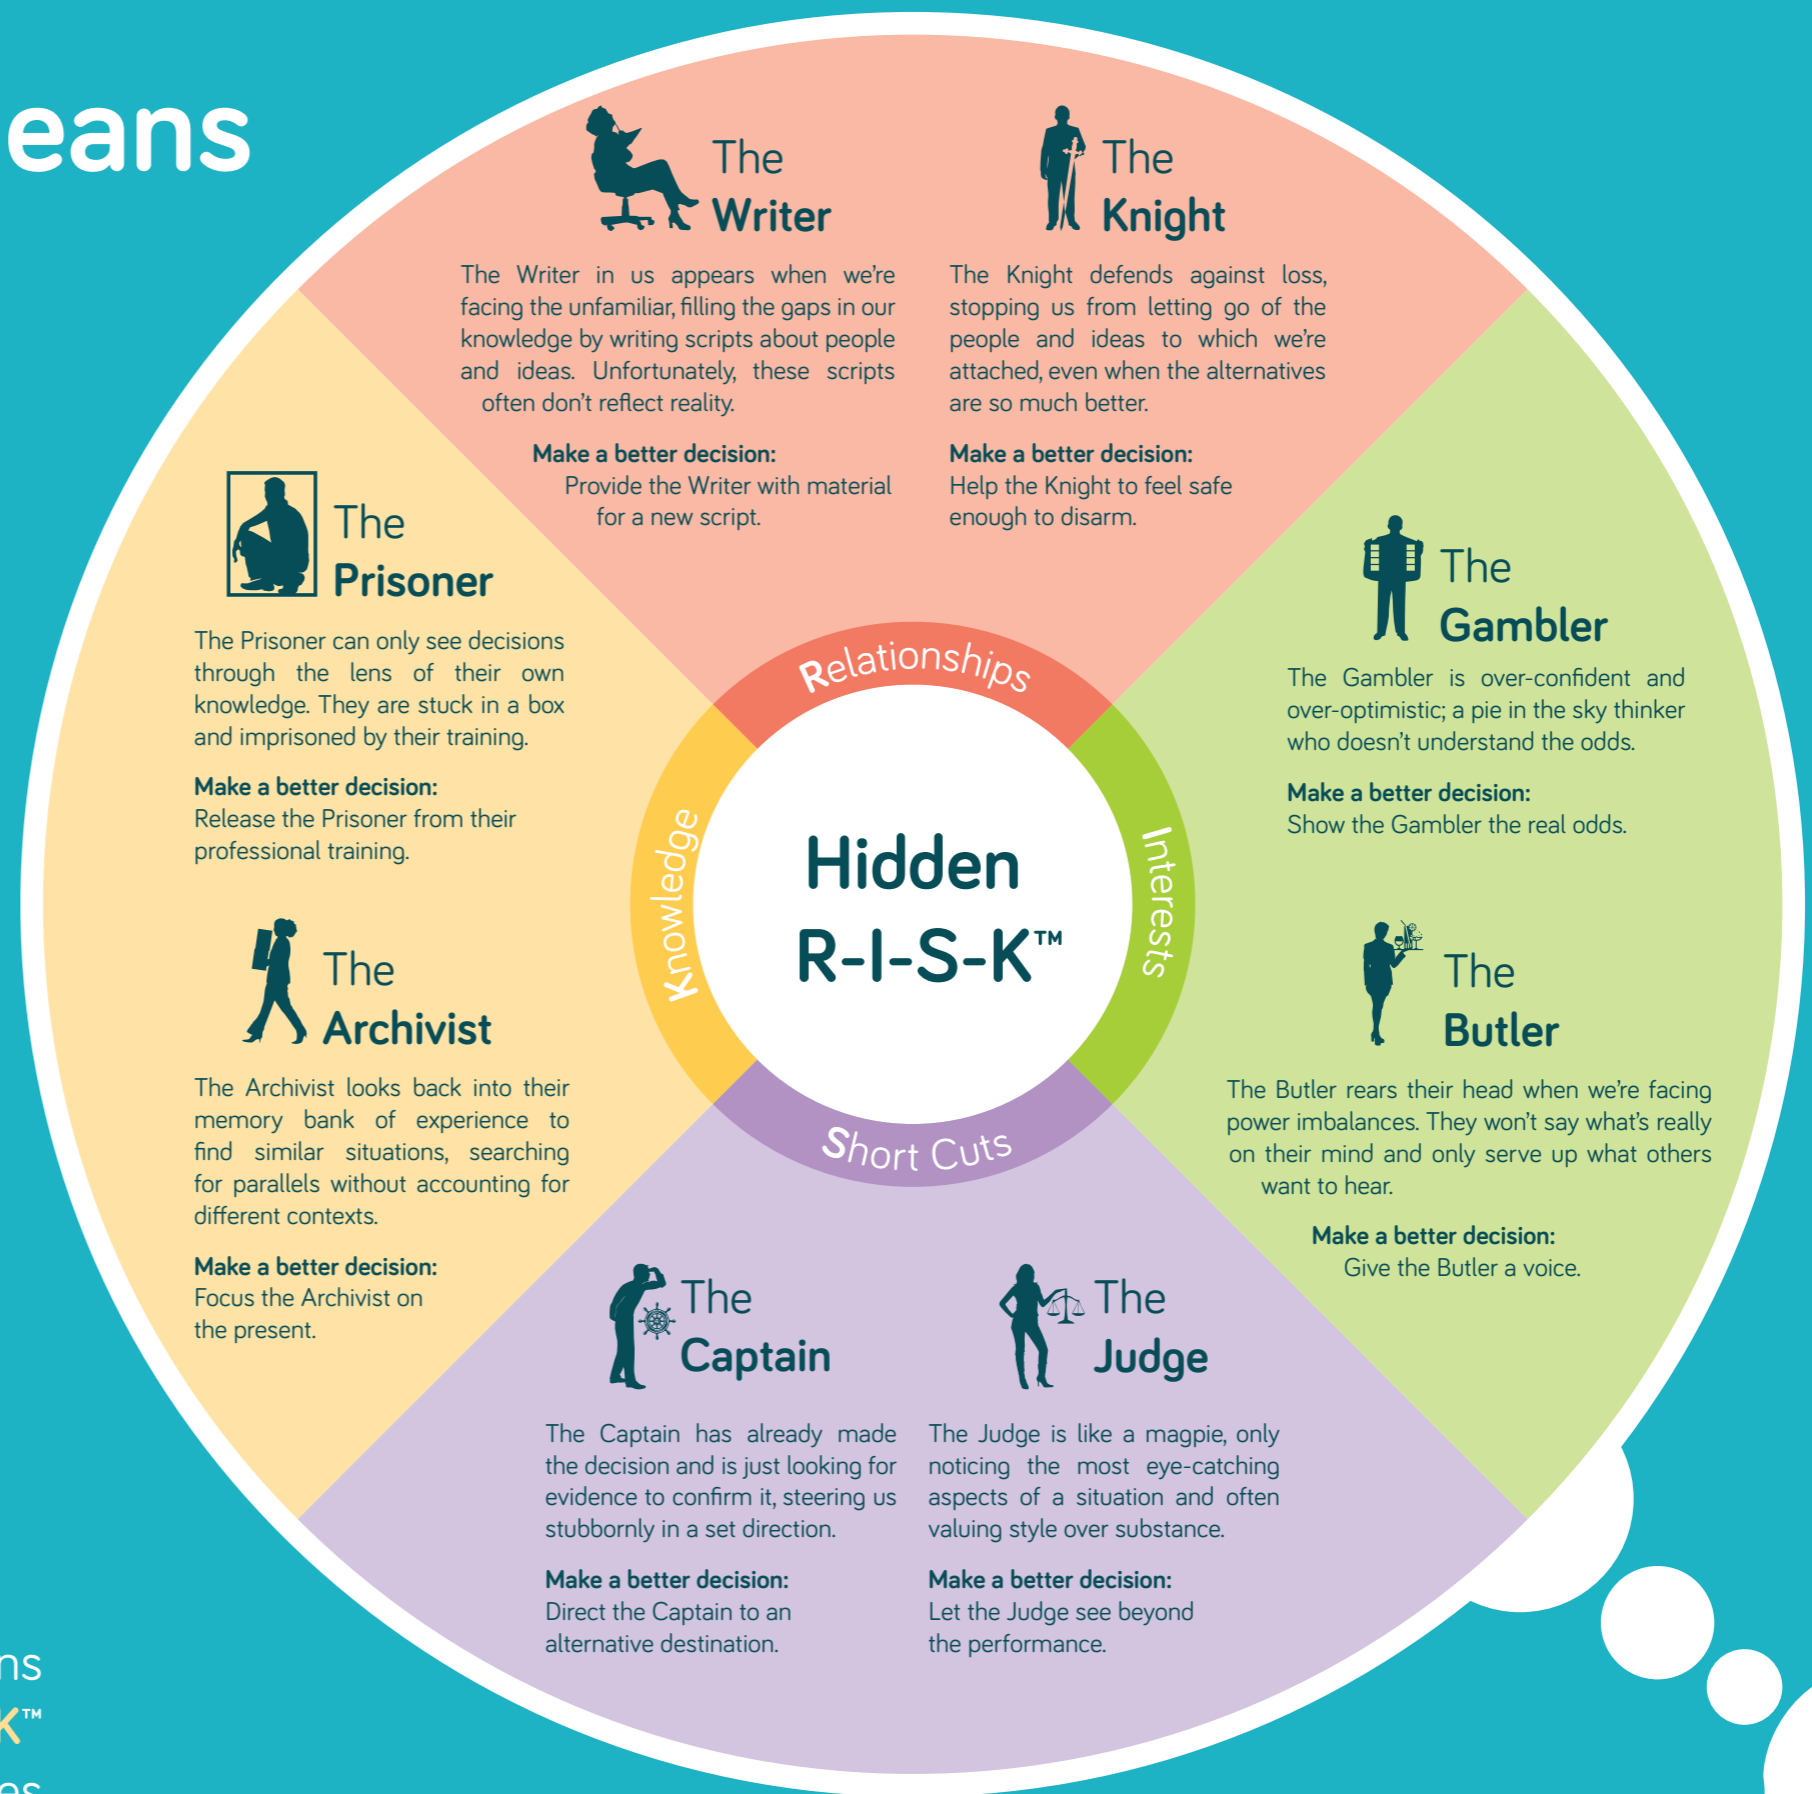 eans
The
Writer
The Writer in us appears when we're
facing the unfamiliar, filling the gaps in our
knowledge by writing scripts about people
and ideas. Unfortunately, these scripts
often don't reflect reality.
Make a better decision:
Provide the Writer with material
for a new script.
The
Knight
The Knight defends against loss,
stopping us from letting go of the
people and ideas to which we're
attached, even when the alternatives
are so much better.
Make a better decision:
Help the Knight to feel safe
enough to disarm.
The
Prisoner
The Prisoner can only see decisions
through the lens of their own
knowledge. They are stuck in a box
and imprisoned by their training.
Make a better decision:
Release the Prisoner from their
professional training.
The
Gambler
The Gambler is over-confident and
over-optimistic; a pie in the sky thinker
who doesn't understand the odds.
Make a better decision:
Show the Gambler the real odds.
Relationships
Knowledge
Hidden
R-I-S-K™
Interests
Short Cuts
The
Archivist
The Archivist looks back into their
memory bank of experience to
find similar situations, searching
for parallels without accounting for
different contexts.
Make a better decision:
Focus the Archivist on
the present.
The
Butler
The Butler rears their head when we're facing
power imbalances. They won't say what's really
on their mind and only serve up what others
want to hear.
Make a better decision:
Give the Butler a voice.
The
Captain
The Captain has already made
the decision and is just looking for
evidence to confirm it, steering us
stubbornly in a set direction.
Make a better decision:
Direct the Captain to an
alternative destination.
The
Judge
The Judge is like a magpie, only
noticing the most eye-catching
aspects of a situation and often
valuing style over substance.
Make a better decision:
Let the Judge see beyond
the performance.
ns
K™
es